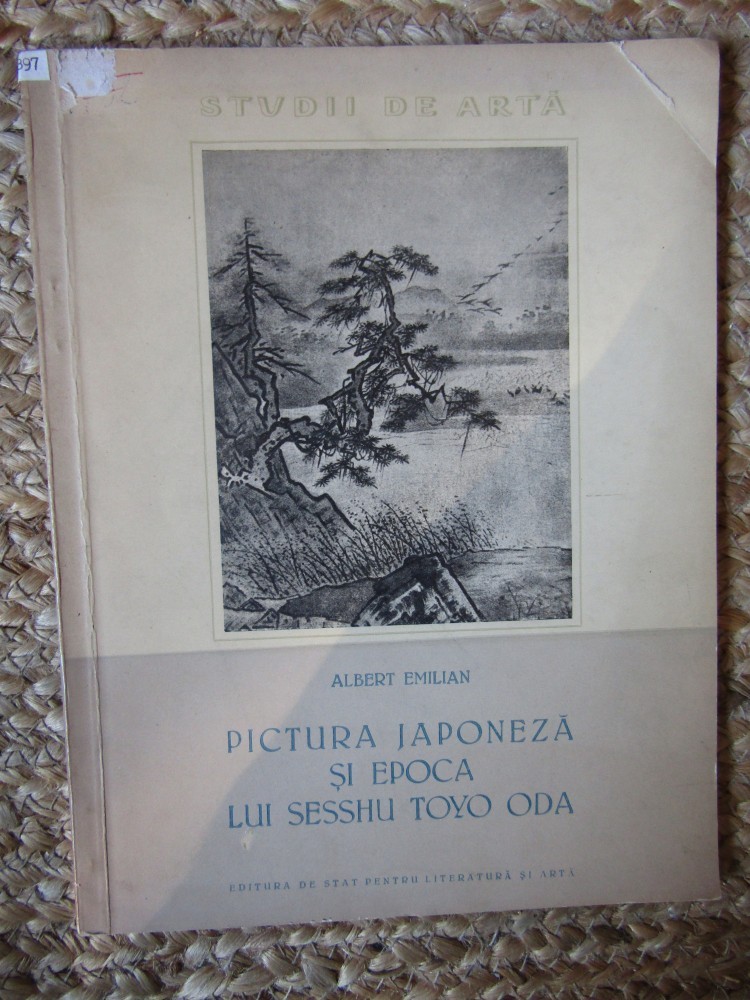 397
STUDII DE ARTĂ
ALBERT EMILIAN
PICTURA JAPONEZĂ
ȘI EPOCA
LUI SESSHU TOYO ODA
EDITURA DE STAT PENTRU LITERATURĂ ȘI ARTĂ